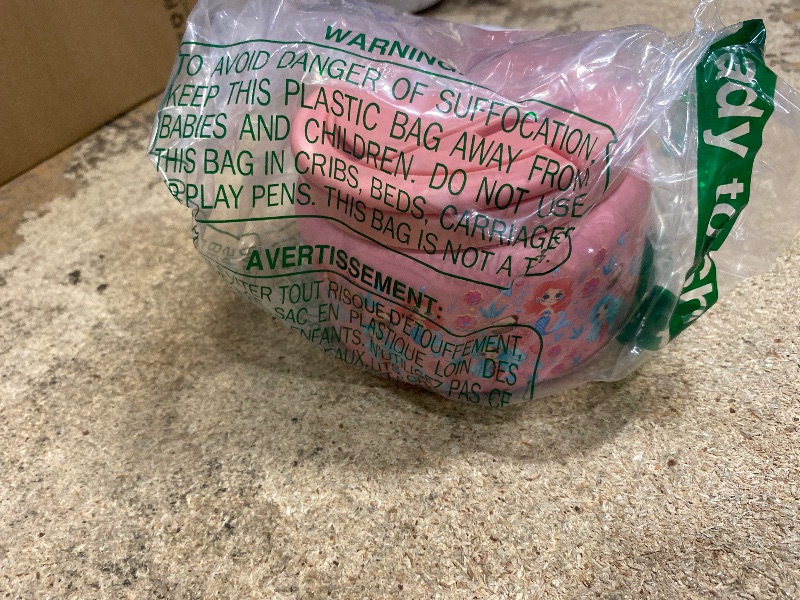 WARNING:
TO AVOID DANGER OF SUFFOCATION,
KEEP THIS PLASTIC BAG AWAY FROM
BABIES AND CHILDREN. DO NOT USE
THIS BAG IN CRIBS, BEDS, CARRIAGES
PLAY PENS. THIS BAG IS NOT A
AVERTISSEMENT:
TOUT RISQUE D'ÉTOUFFEMENT,
SAC EN PLASTIQUE LOIN DES
PAS CE
ady to